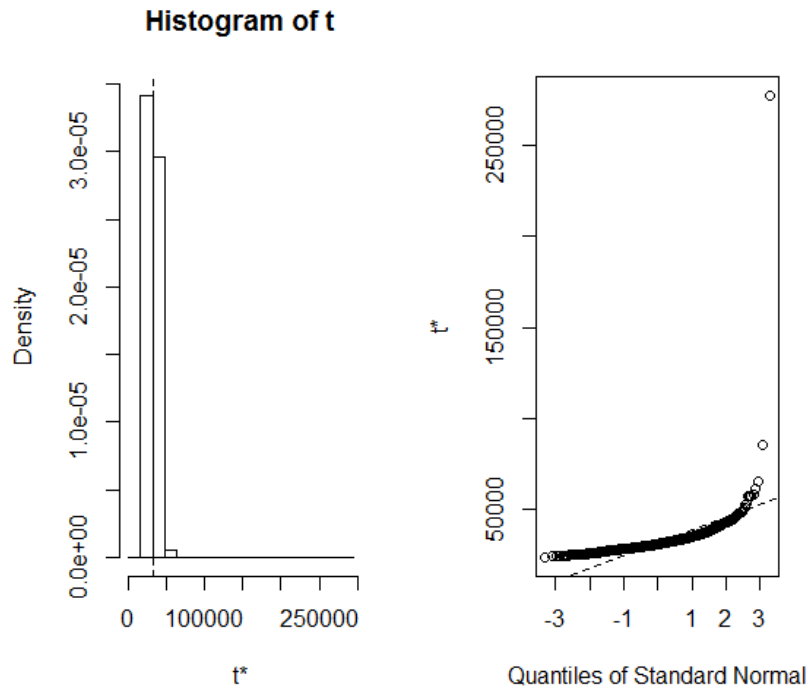 Histogram of t
Density
0.0e+00 1.0e-05 2.0e-05 3.0e-05
0 100000 250000
t*
t*
50000 150000 250000
-3 -1 1 2 3
Quantiles of Standard Normal